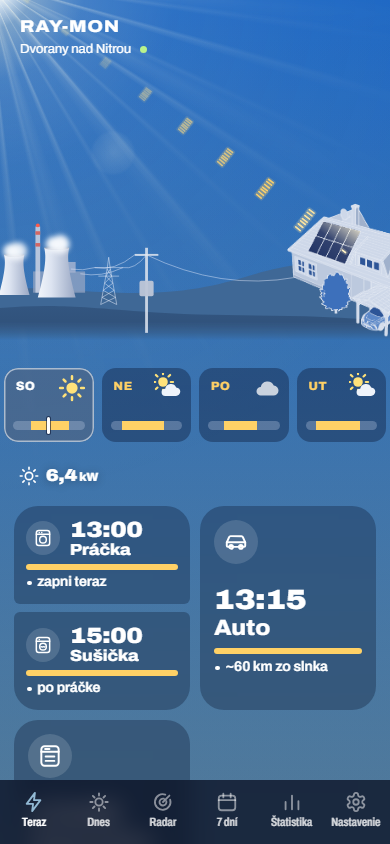 RAY-MON
Dvorany nad Nitrou
SO
NE
PO
UT
6,4 kW
13:00
Práčka
• zapni teraz
15:00
Sušička
• po práčke
13:15
Auto
• ~60 km zo slnka
Teraz
Dnes
Radar
7 dní
Štatistika
Nastavenie